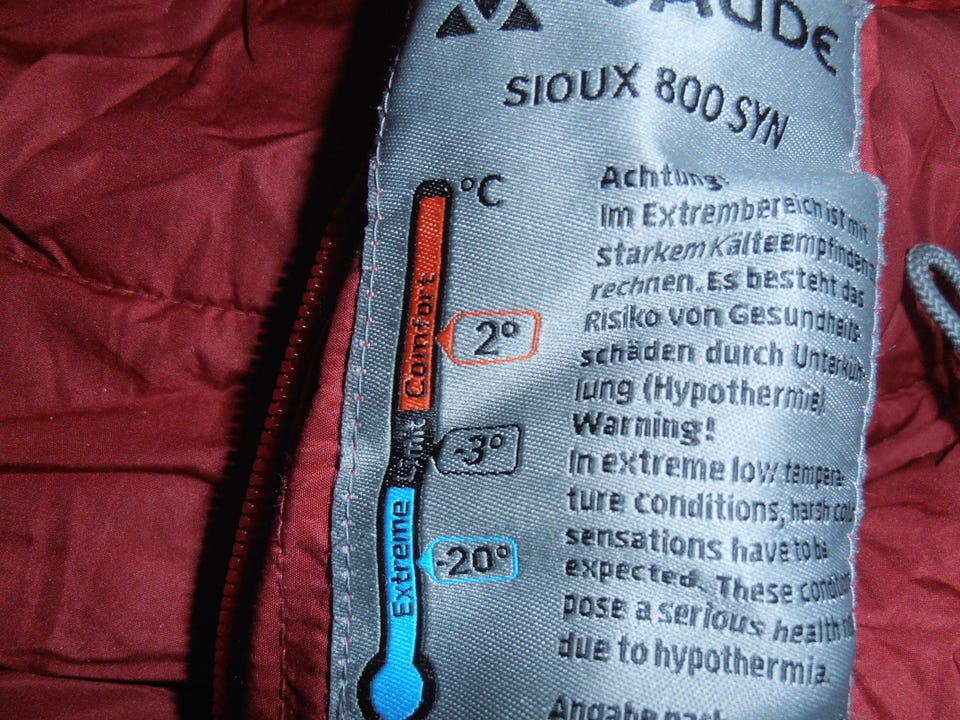 SIOUX 800 SYN
°C
Comfort
2°
Limit
-3°
Extreme
-20°
Achtung:
Im Extrembereich ist mit
starkem Kälteempfinden
rechnen. Es besteht das
Risiko von Gesundheits-
schäden durch Unterküh-
lung (Hypothermie).
Warning!
In extreme low tempera-
ture conditions, harsh cold
sensations have to be
expected. These
pose a serious health
due to hypothermia.
Angabe nach